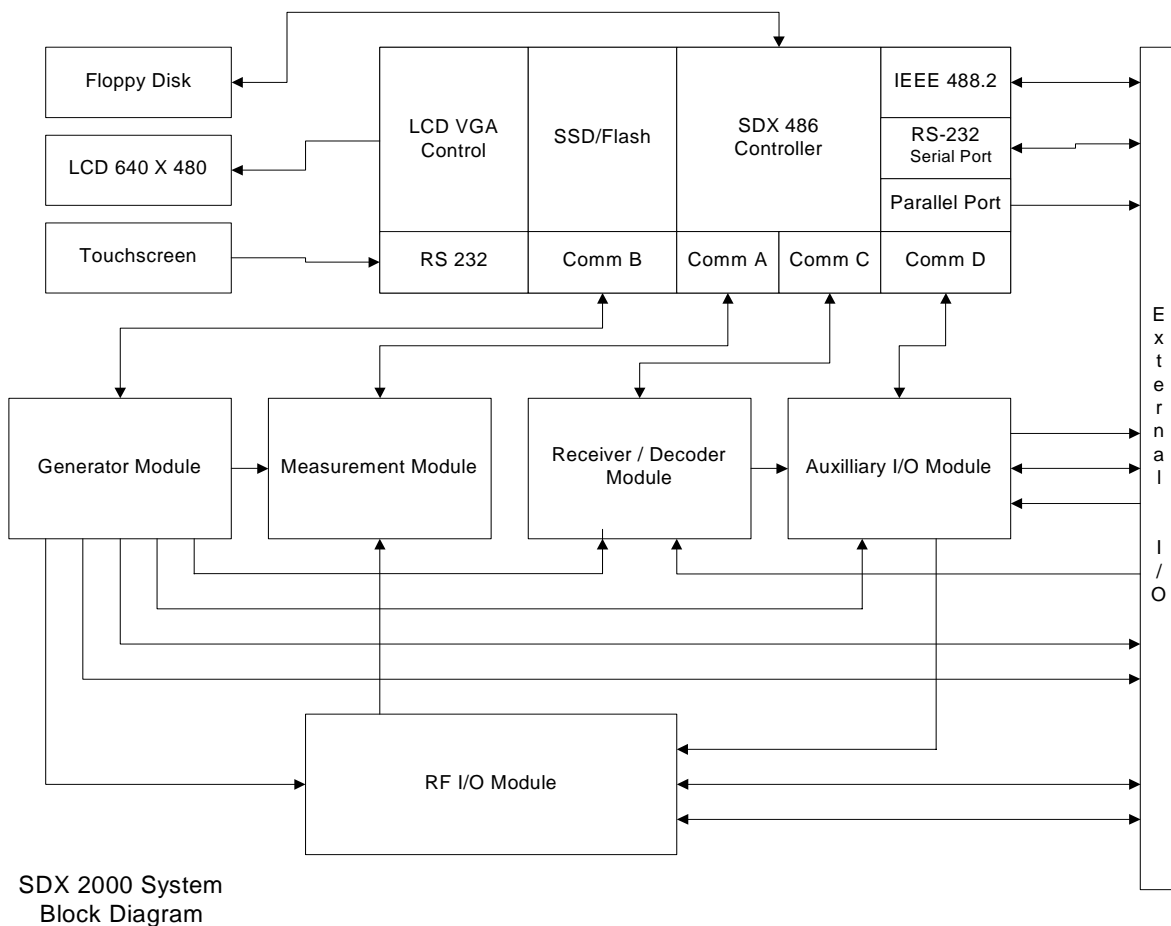 Floppy Disk
LCD 640 X 480
Touchscreen
LCD VGA
Control
SSD/Flash
SDX 486
Controller
IEEE 488.2
RS-232
Serial Port
Parallel Port
RS 232
Comm B
Comm A
Comm C
Comm D
Generator Module
Measurement Module
Receiver / Decoder
Module
Auxilliary I/O Module
External I/O
RF I/O Module
SDX 2000 System
Block Diagram